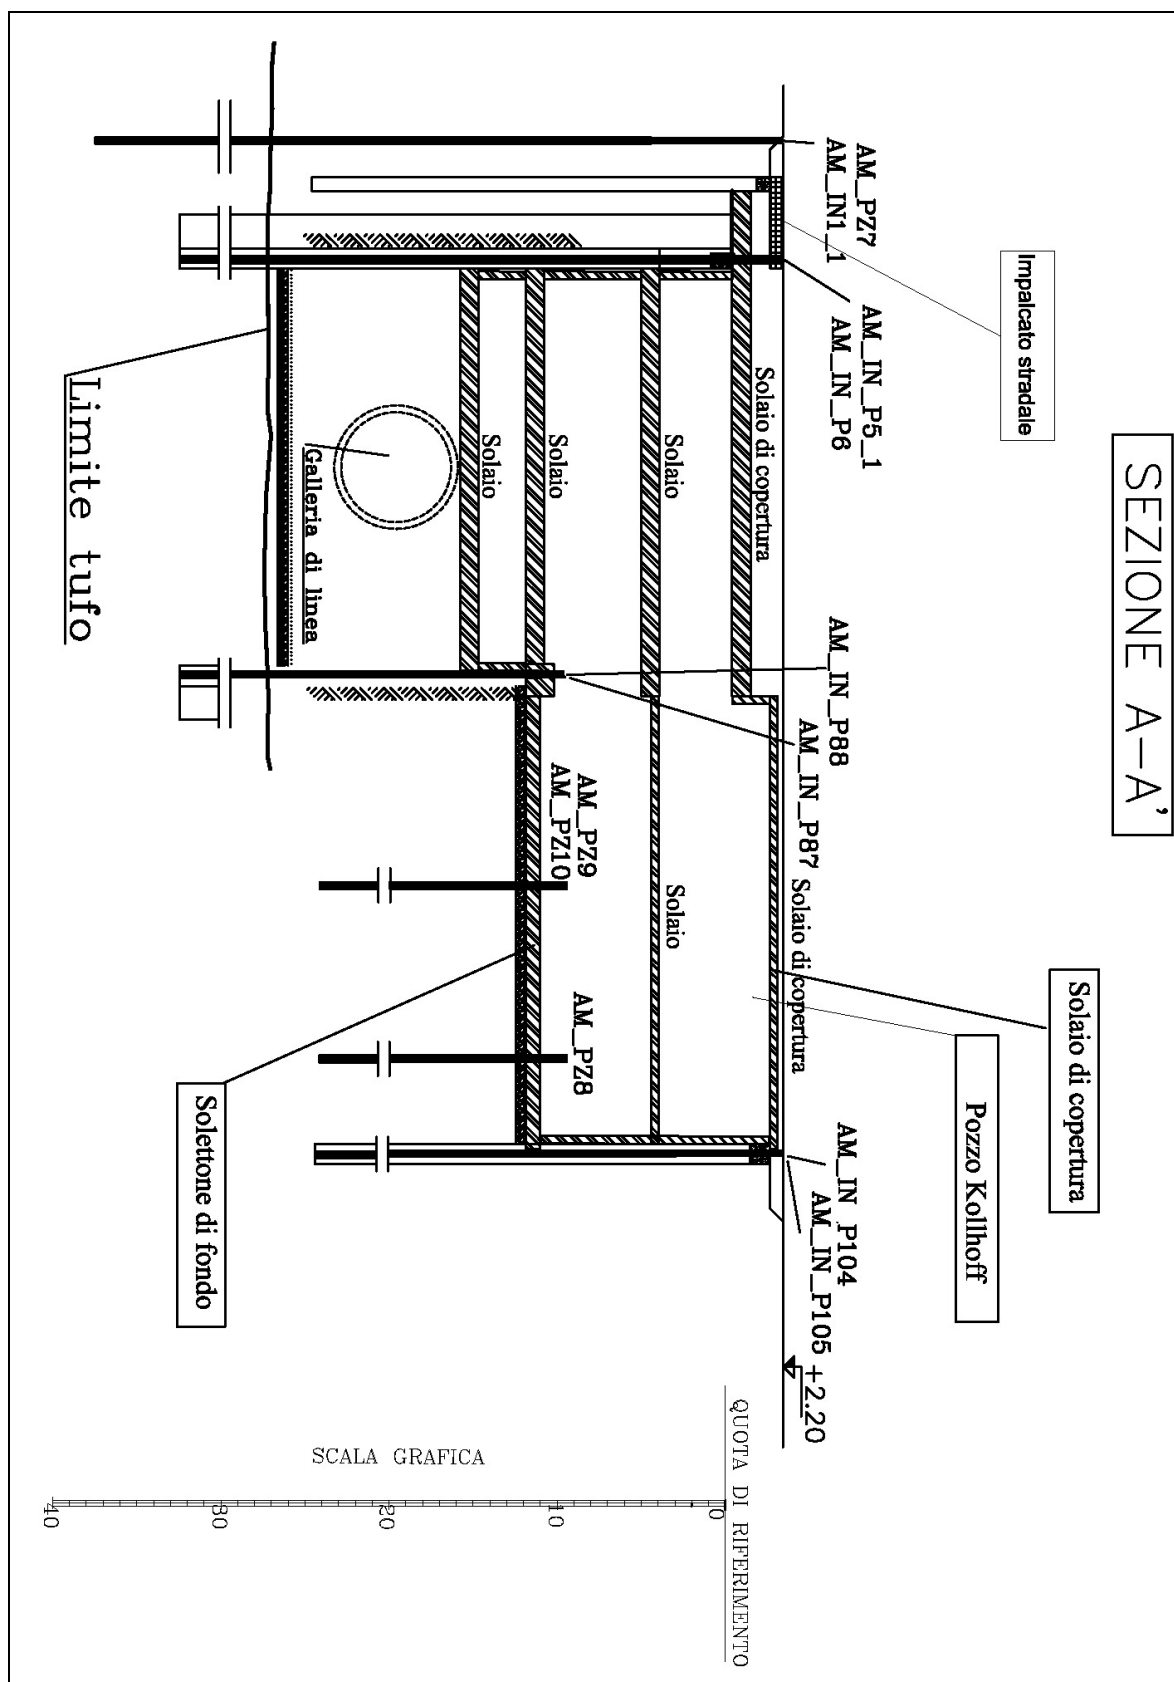 SEZIONE A–A'
Impalcato stradale
Solaio di copertura
Pozzo Kollhoff
AM_PZ7
AM_IN1_1
AM_IN_P5_1
AM_IN_P6
AM_IN_P88
AM_IN_P87
AM_IN_P104
AM_IN_P105
+2.20
Solaio di copertura
Solaio di copertura
QUOTA DI RIFERIMENTO
Solaio
Solaio
Solaio
Solaio
AM_PZ9
AM_PZ10
AM_PZ8
Galleria di linea
Solettone di fondo
Limite tufo
SCALA GRAFICA
0
10
20
30
40